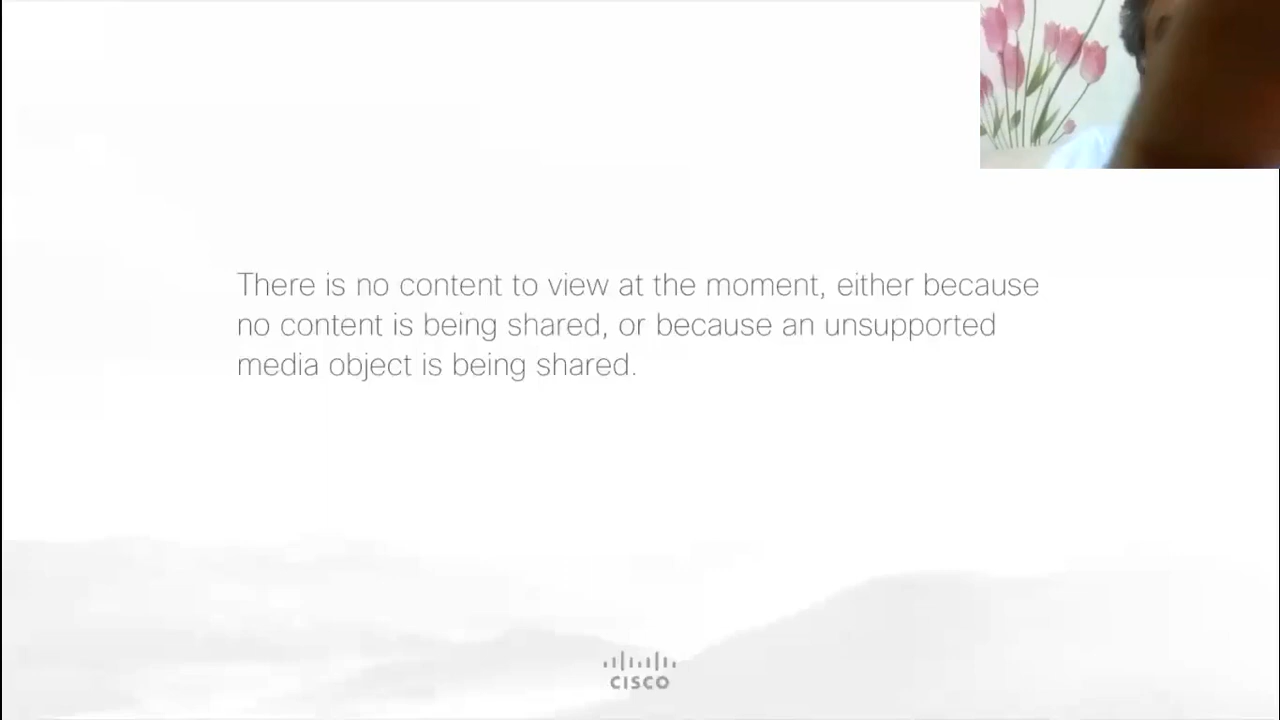 There is no content to view at the moment, either because
no content is being shared, or because an unsupported
media object is being shared.
CISCO